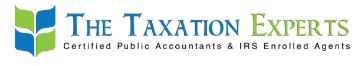 The Taxation Experts
Certified Public Accountants & IRS Enrolled Agents